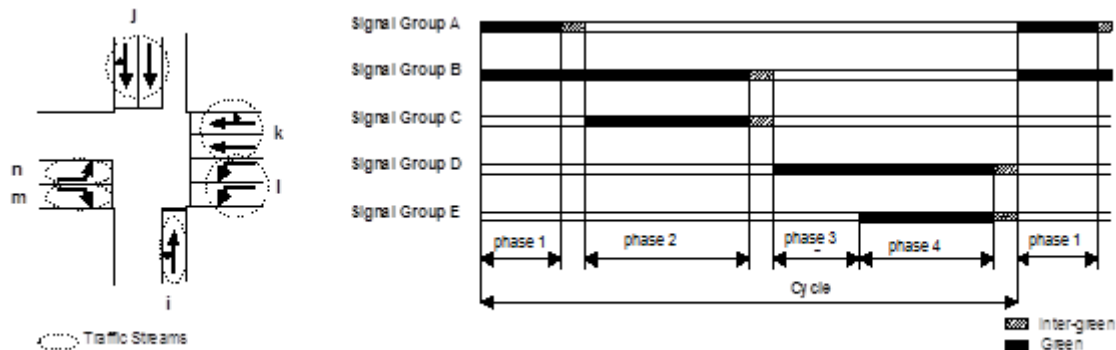 J
k
n
l
m
i
Traffic Streams
Signal Group A
Signal Group B
Signal Group C
Signal Group D
Signal Group E
phase 1
phase 2
phase 3
phase 4
phase 1
Cycle
Inter-green
Green